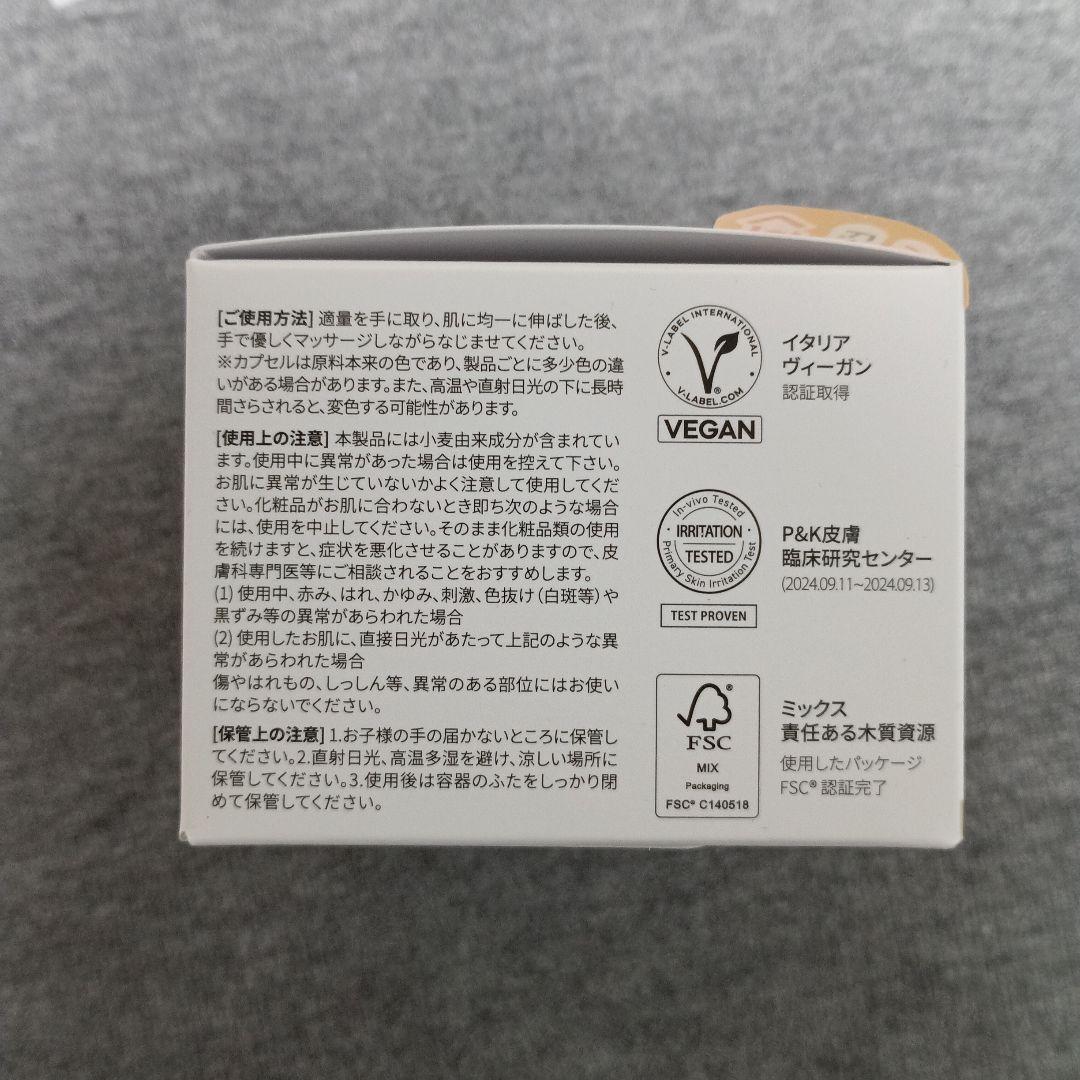 [ご使用方法] 適量を手に取り、肌に均一に伸ばした後、
手で優しくマッサージしながらなじませてください。
※カプセルは原料本来の色であり、製品ごとに多少色の違
いがある場合があります。また、高温や直射日光の下に長時
間さらされると、変色する可能性があります。
[使用上の注意] 本製品には小麦由来成分が含まれてい
ます。使用中に異常があった場合は使用を控えて下さい。
お肌に異常が生じていないかよく注意して使用してくだ
さい。化粧品がお肌に合わないとき即ち次のような場合
には、使用を中止してください。そのまま化粧品類の使用
を続けますと、症状を悪化させることがありますので、皮
膚科専門医等にご相談されることをおすすめします。
(1) 使用中、赤み、はれ、かゆみ、刺激、色抜け(白斑等)や
黒ずみ等の異常があらわれた場合
(2) 使用したお肌に、直接日光があたって上記のような異
常があらわれた場合
傷やはれもの、しっしん等、異常のある部位にはお使い
にならないでください。
[保管上の注意] 1.お子様の手の届かないところに保管し
てください。2.直射日光、高温多湿を避け、涼しい場所に
保管してください。3.使用後は容器のふたをしっかり閉
めて保管してください。
V-LABEL INTERNATIONAL
V-LABEL.COM
VEGAN
イタリア
ヴィーガン
認証取得
In-vivo Tested
IRRITATION
TESTED
Primary Skin Irritation Test
TEST PROVEN
P&K皮膚
臨床研究センター
(2024.09.11~2024.09.13)
FSC
MIX
Packaging
FSC® C140518
ミックス
責任ある木質資源
使用したパッケージ
FSC® 認証完了